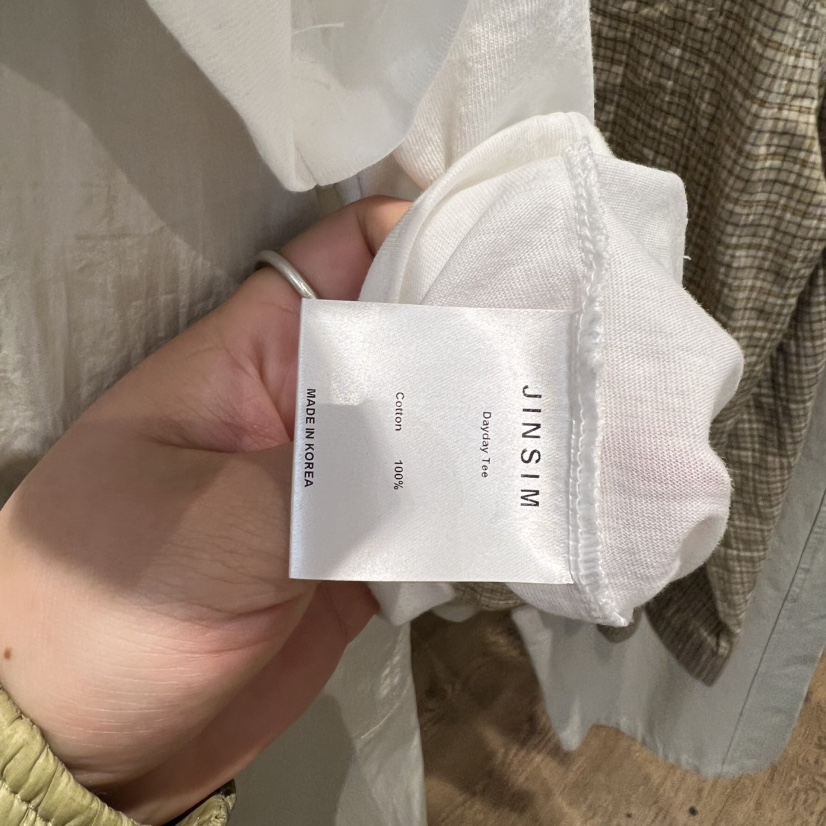 JINSIM
Dayday Tee
Cotton 100%
MADE IN KOREA